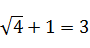 √4 + 1 = 3